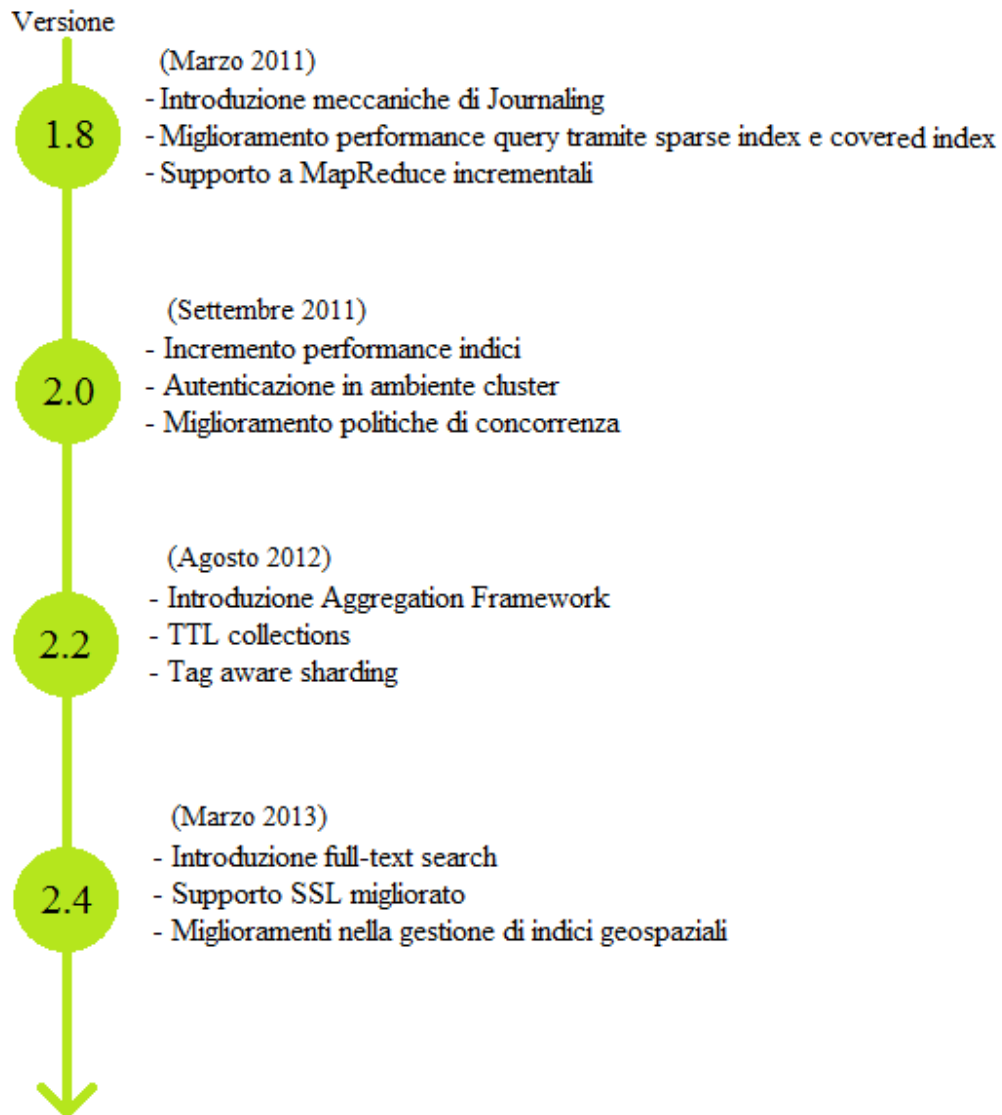 Versione
(Marzo 2011)
- Introduzione meccaniche di Journaling
1.8
- Miglioramento performance query tramite sparse index e covered index
- Supporto a MapReduce incrementali
(Settembre 2011)
- Incremento performance indici
2.0
- Autenticazione in ambiente cluster
- Miglioramento politiche di concorrenza
(Agosto 2012)
- Introduzione Aggregation Framework
2.2
- TTL collections
- Tag aware sharding
(Marzo 2013)
- Introduzione full-text search
2.4
- Supporto SSL migliorato
- Miglioramenti nella gestione di indici geospaziali